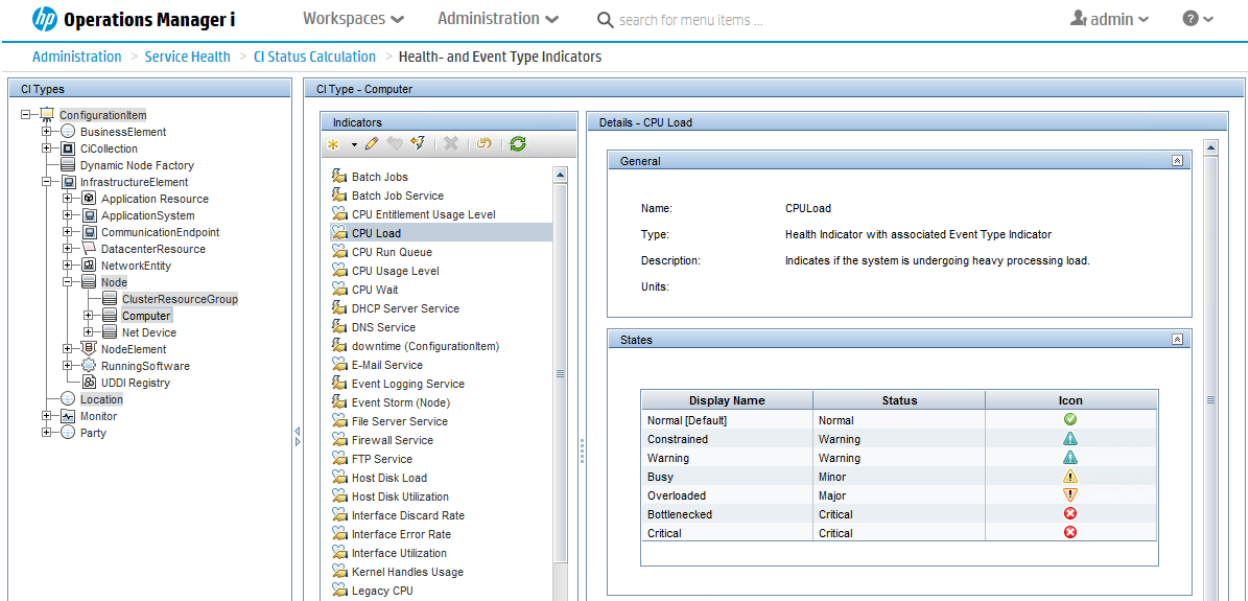 hp Operations Manager i Workspaces Administration search for menu items ... admin ?
Administration > Service Health > CI Status Calculation > Health- and Event Type Indicators
CI Types
ConfigurationItem
BusinessElement
CiCollection
Dynamic Node Factory
InfrastructureElement
Application Resource
ApplicationSystem
CommunicationEndpoint
DatacenterResource
NetworkEntity
Node
ClusterResourceGroup
Computer
Net Device
NodeElement
RunningSoftware
UDDI Registry
Location
Monitor
Party
CI Type - Computer
Indicators
Batch Jobs
Batch Job Service
CPU Entitlement Usage Level
CPU Load
CPU Run Queue
CPU Usage Level
CPU Wait
DHCP Server Service
DNS Service
downtime (ConfigurationItem)
E-Mail Service
Event Logging Service
Event Storm (Node)
File Server Service
Firewall Service
FTP Service
Host Disk Load
Host Disk Utilization
Interface Discard Rate
Interface Error Rate
Interface Utilization
Kernel Handles Usage
Legacy CPU
Details - CPU Load
General
Name: CPULoad
Type: Health Indicator with associated Event Type Indicator
Description: Indicates if the system is undergoing heavy processing load.
Units:
States
Display Name Status Icon
Normal [Default] Normal
Constrained Warning
Warning Warning
Busy Minor
Overloaded Major
Bottlenecked Critical
Critical Critical